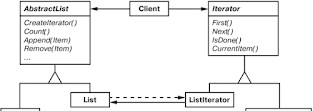 AbstractList
Client
Iterator
CreateIterator()
Count()
Append(Item)
Remove(Item)
...
First()
Next()
IsDone()
CurrentItem()
List
ListIterator